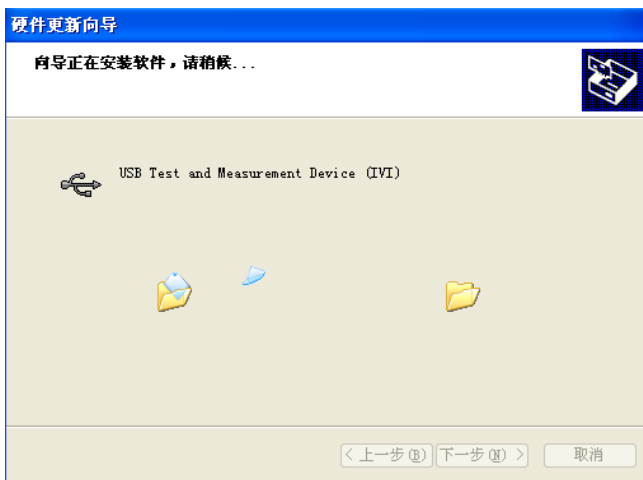 硬件更新向导
向导正在安装软件，请稍候...
USB Test and Measurement Device (IVI)
< 上一步(B) 下一步(N) > 取消